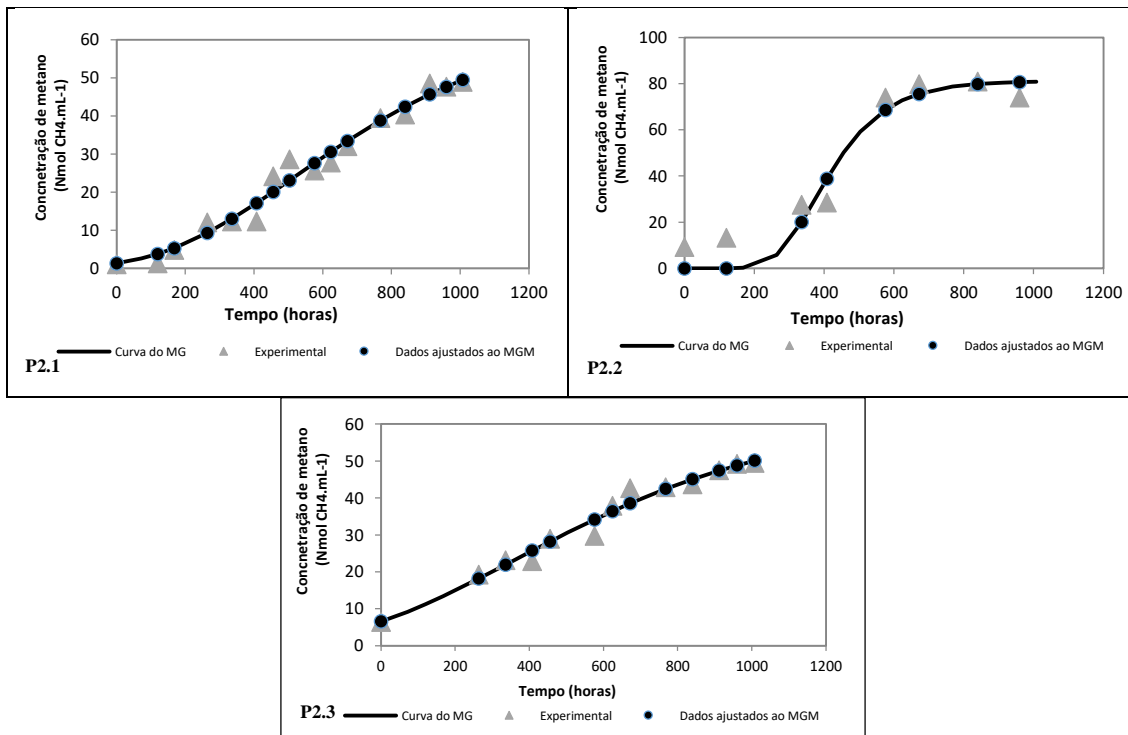 Concnetração de metano
(Nmol CH4.mL-1)
60
50
40
30
20
10
0
0 200 400 600 800 1000 1200
Tempo (horas)
Curva do MG Experimental Dados ajustados ao MGM
P2.1
Concnetração de metano
(Nmol CH4.mL-1)
100
80
60
40
20
0
0 200 400 600 800 1000 1200
Tempo (horas)
Curva do MG Experimental Dados ajustados ao MGM
P2.2
Concnetração de metano
(Nmol CH4.mL-1)
60
50
40
30
20
10
0
0 200 400 600 800 1000 1200
Tempo (horas)
P2.3 Curva do MG Experimental Dados ajustados ao MGM